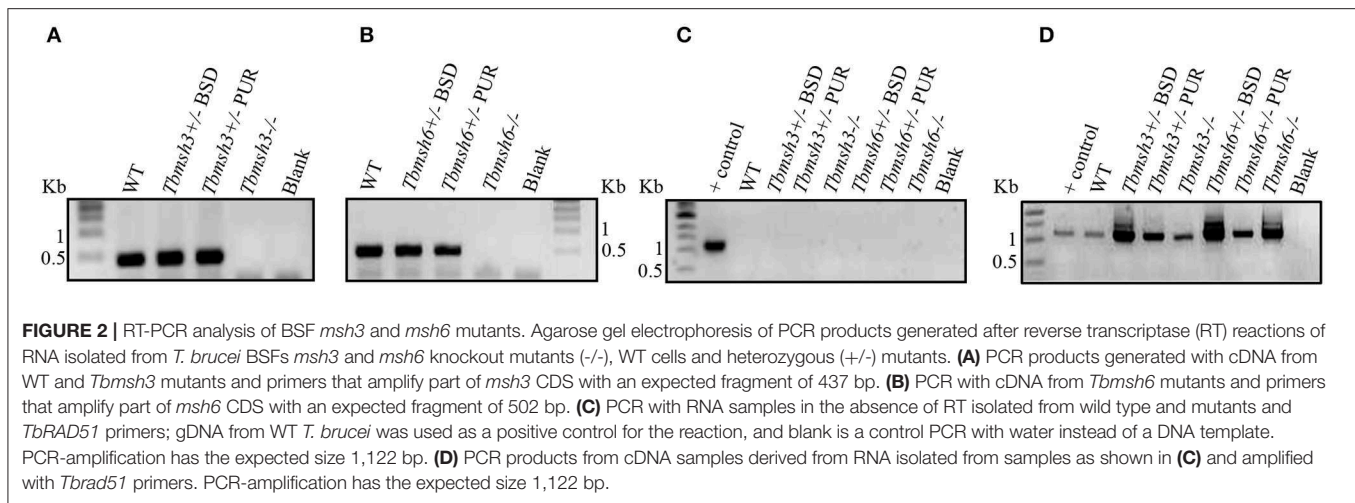 A
B
C
D
Kb
WT
Tbmsh3+/- BSD
Tbmsh3+/- PUR
Tbmsh3-/-
Blank
1
0.5
WT
Tbmsh6+/- BSD
Tbmsh6+/- PUR
Tbmsh6-/-
Blank
Kb
1
0.5
Kb
+ control
WT
Tbmsh3+/- BSD
Tbmsh3+/- PUR
Tbmsh3-/-
Tbmsh6+/- BSD
Tbmsh6+/- PUR
Tbmsh6-/-
Blank
1
0.5
Kb
+ control
WT
Tbmsh3+/- BSD
Tbmsh3+/- PUR
Tbmsh3-/-
Tbmsh6+/- BSD
Tbmsh6+/- PUR
Tbmsh6-/-
Blank
1
0.5
FIGURE 2 | RT-PCR analysis of BSF msh3 and msh6 mutants. Agarose gel electrophoresis of PCR products generated after reverse transcriptase (RT) reactions of
RNA isolated from T. brucei BSFs msh3 and msh6 knockout mutants (-/-), WT cells and heterozygous (+/-) mutants. (A) PCR products generated with cDNA from
WT and Tbmsh3 mutants and primers that amplify part of msh3 CDS with an expected fragment of 437 bp. (B) PCR with cDNA from Tbmsh6 mutants and primers
that amplify part of msh6 CDS with an expected fragment of 502 bp. (C) PCR with RNA samples in the absence of RT isolated from wild type and mutants and
TbRAD51 primers; gDNA from WT T. brucei was used as a positive control for the reaction, and blank is a control PCR with water instead of a DNA template.
PCR-amplification has the expected size 1,122 bp. (D) PCR products from cDNA samples derived from RNA isolated from samples as shown in (C) and amplified
with Tbrad51 primers. PCR-amplification has the expected size 1,122 bp.